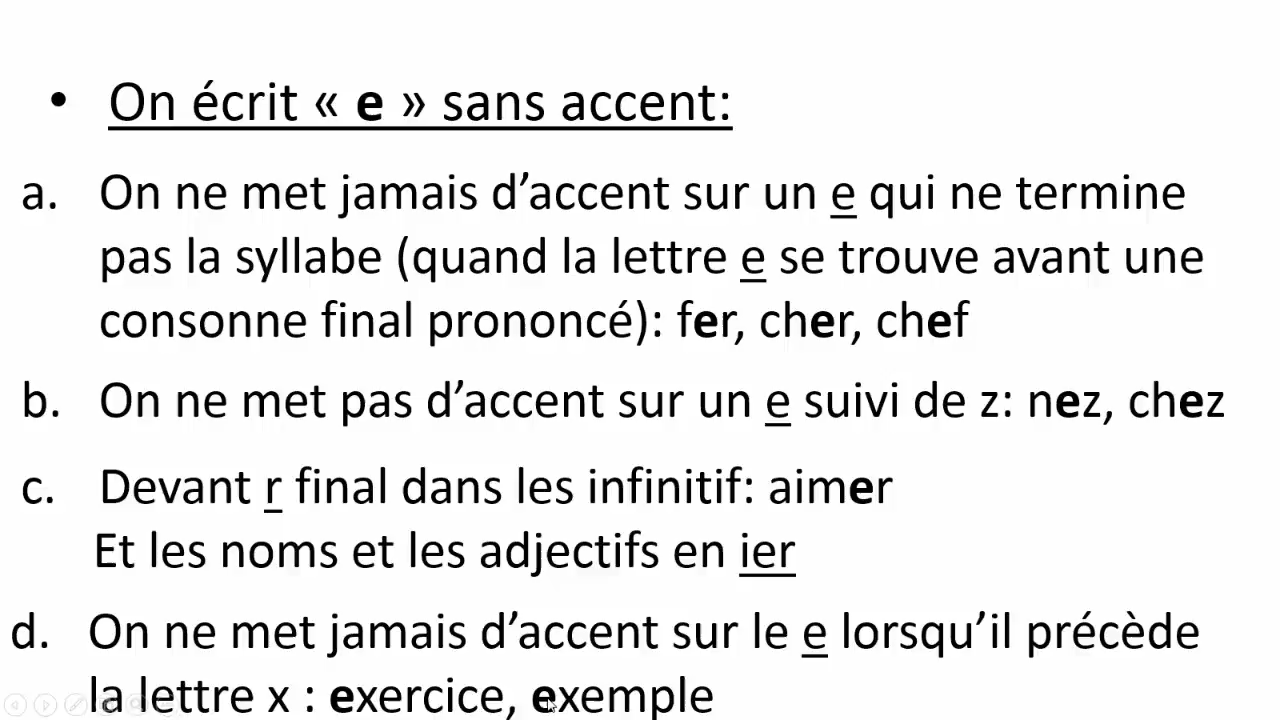 • On écrit « e » sans accent:
a. On ne met jamais d’accent sur un e qui ne termine
pas la syllabe (quand la lettre e se trouve avant une
consonne final prononcé): fer, cher, chef
b. On ne met pas d’accent sur un e suivi de z: nez, chez
c. Devant r final dans les infinitif: aimer
Et les noms et les adjectifs en ier
d. On ne met jamais d’accent sur le e lorsqu’il précède
la lettre x : exercice, exemple